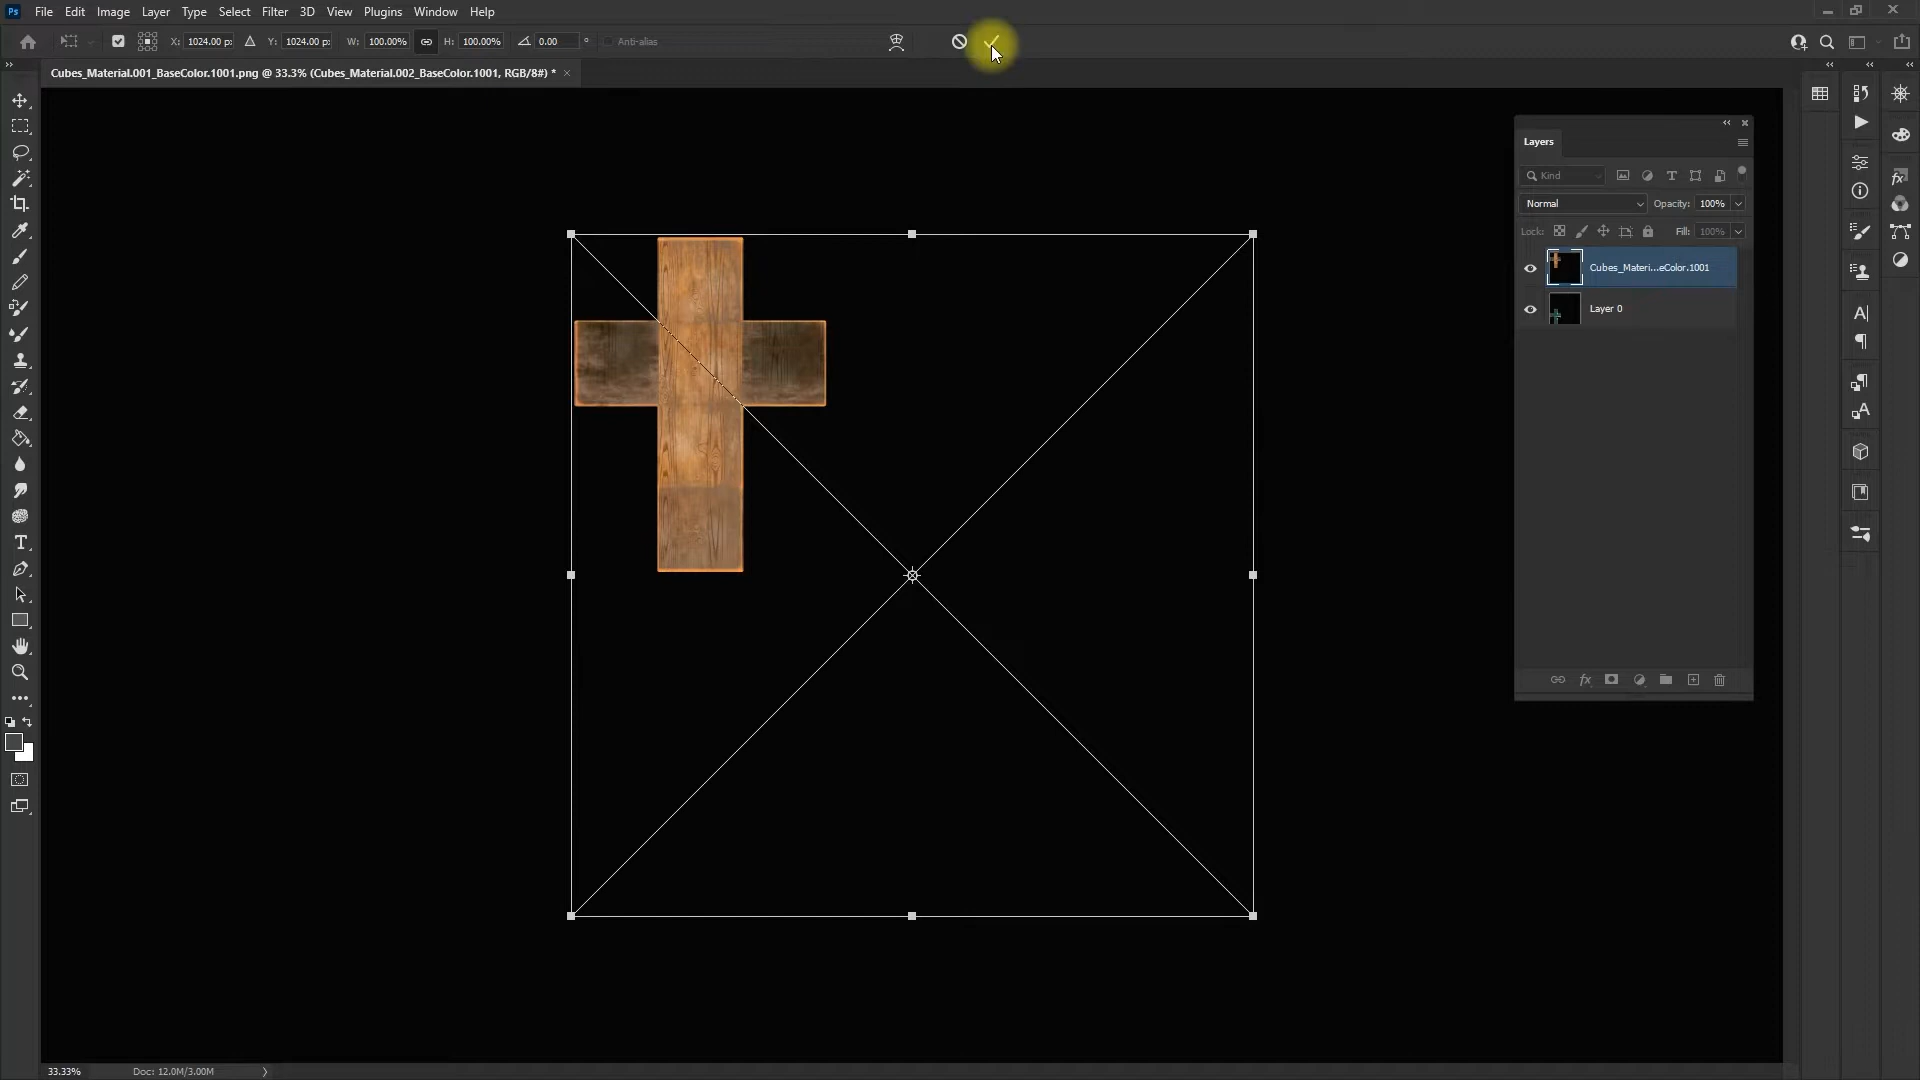 Ps File Edit Image Layer Type Select Filter 3D View Plugins Window Help
X: 1024.00 p: Y: 1024.00 p: W: 100.00% H: 100.00% 0.00 ° Anti-alias
Cubes_Material.001_BaseColor.1001.png @ 33.3% (Cubes_Material.002_BaseColor.1001, RGB/8#) *
Layers
Kind
Normal Opacity: 100%
Lock: Fill: 100%
Cubes_Materi...eColor.1001
Layer 0
33.33% Doc: 12.0M/3.00M